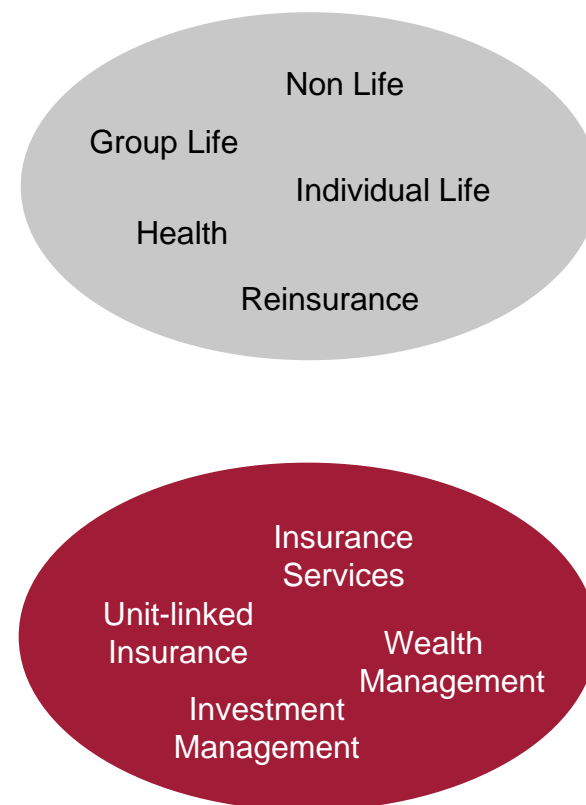 Non Life
Group Life
Individual Life
Health
Reinsurance
Insurance
Services
Unit-linked
Insurance
Wealth
Management
Investment
Management